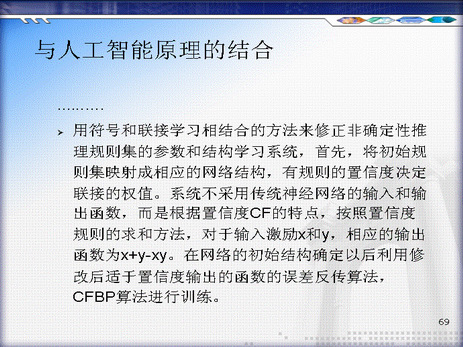 与人工智能原理的结合
..........
➢ 用符号和联接学习相结合的方法来修正非确定性推
理规则集的参数和结构学习系统，首先，将初始规
则集映射成相应的网络结构，有规则的置信度决定
联接的权值。系统不采用传统神经网络的输入和输
出函数，而是根据置信度CF的特点，按照置信度
规则的求和方法，对于输入激励x和y，相应的输出
函数为x+y-xy。在网络的初始结构确定以后利用修
改后适于置信度输出的函数的误差反传算法，
CFBP算法进行训练。
69